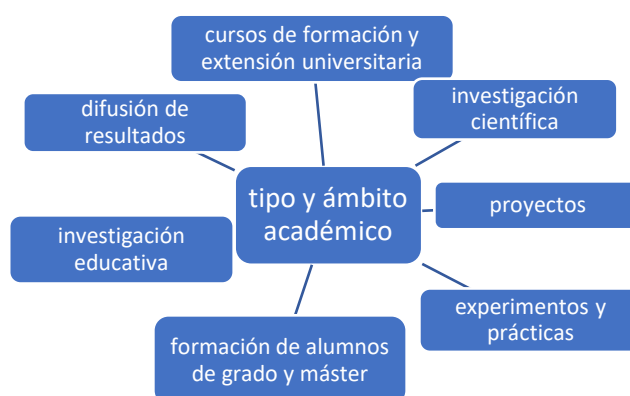 cursos de formación y
extensión universitaria
investigación
científica
difusión de
resultados
tipo y ámbito
académico
proyectos
investigación
educativa
experimentos y
prácticas
formación de alumnos
de grado y máster